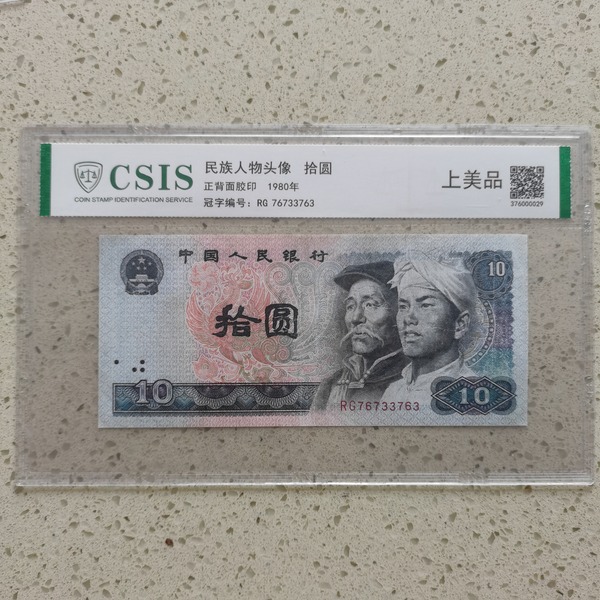 CSIS
COIN STAMP IDENTIFICATION SERVICE
民族人物头像 拾圆
正背面胶印 1980年
冠字编号: RG 76733763
上美品
376000029
中国人民银行
10
拾圆
10
RG76733763
10